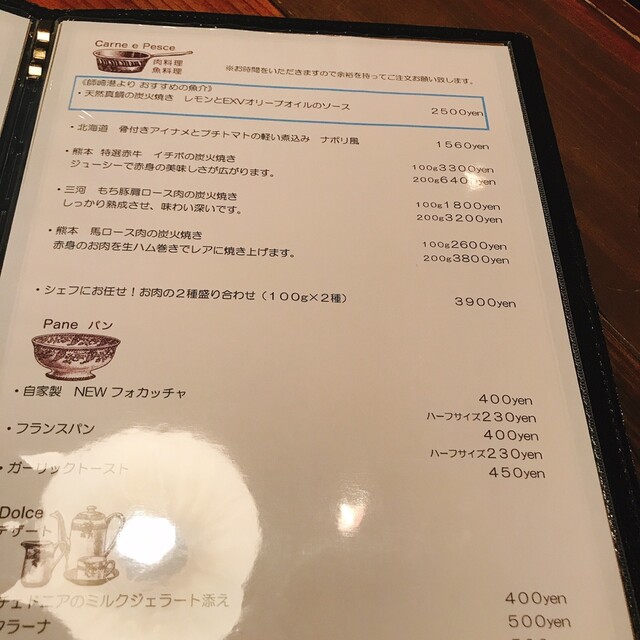 Carne e Pesce
肉料理
魚料理
※お時間をいただきますので余裕を持ってご注文お願い致します。
《師崎港より おすすめの魚介》
・天然真鯛の炭火焼き レモンとEXVオリーブオイルのソース 2500yen
・北海道 骨付きアイナメとプチトマトの軽い煮込み ナポリ風 1560yen
・熊本 特選赤牛 イチボの炭火焼き 100g3300yen
ジューシーで赤身の美味しさが広がります。 200g6400yen
・三河 もち豚肩ロース肉の炭火焼き 100g1800yen
しっかり熟成させ、味わい深いです。 200g3200yen
・熊本 馬ロース肉の炭火焼き 100g2600yen
赤身のお肉を生ハム巻きでレアに焼き上げます。 200g3800yen
・シェフにお任せ！お肉の2種盛り合わせ（100g×2種） 3900yen
Pane パン
・自家製 NEWフォカッチャ 400yen
ハーフサイズ230yen
・フランスパン 400yen
ハーフサイズ230yen
・ガーリックトースト 450yen
Dolce
デザート
チェドニアのミルクジェラート添え 400yen
500yen